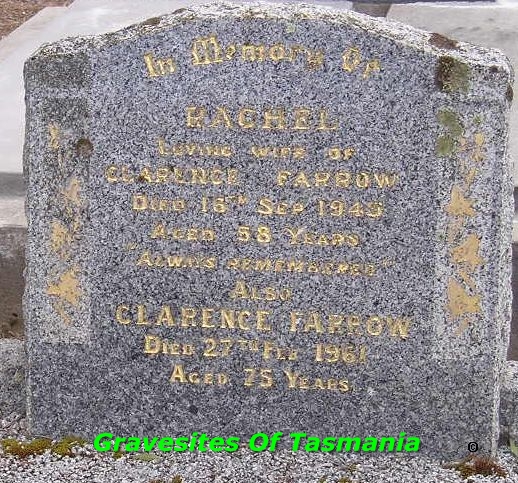 In Memory Of
RACHEL
LOVING WIFE OF
CLARENCE FARROW
DIED 16TH SEP 1945
AGED 58 YEARS
"ALWAYS REMEMBERED"
ALSO
CLARENCE FARROW
DIED 27TH FEB 1961
AGED 75 YEARS.
Gravesites Of Tasmania